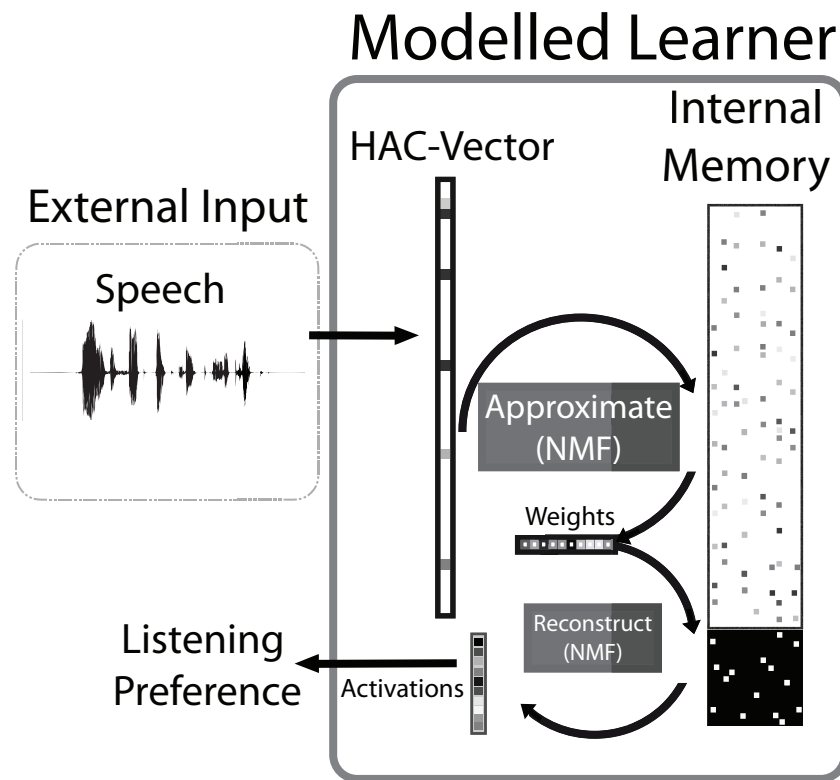 Modelled Learner
Internal
Memory
HAC-Vector
External Input
Speech
Approximate
(NMF)
Weights
Reconstruct
(NMF)
Listening
Preference
Activations